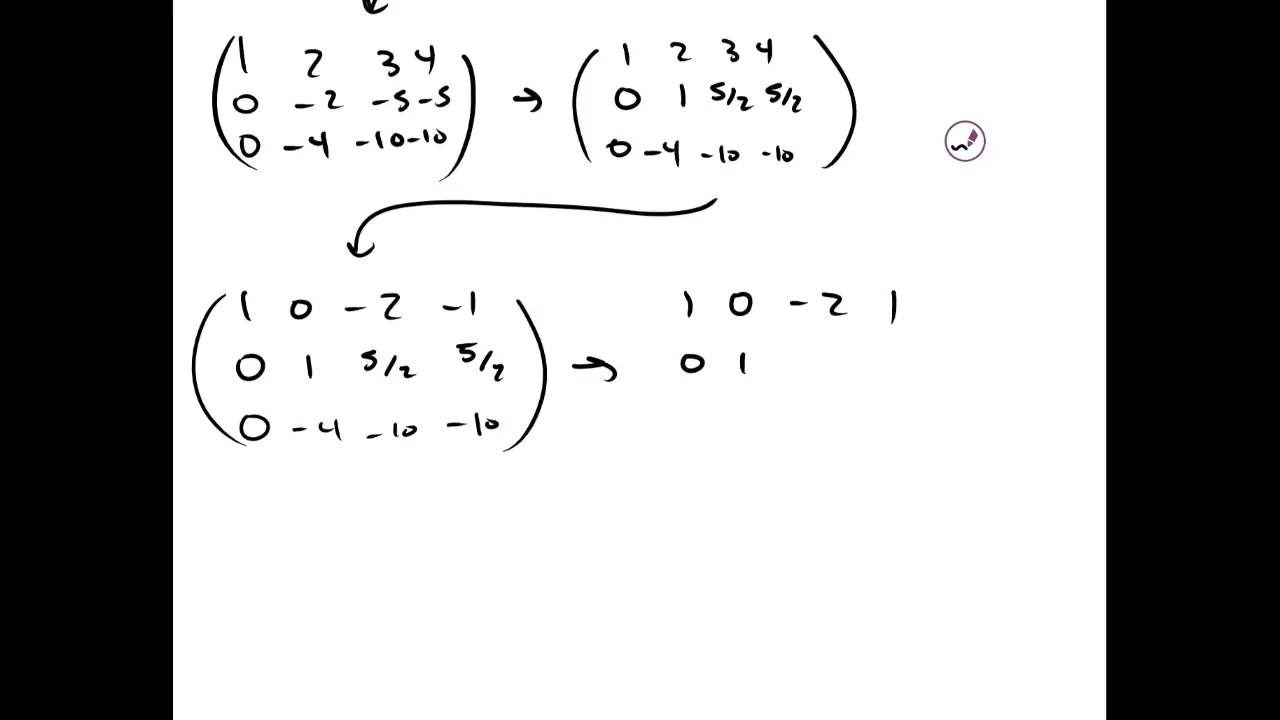 1 2 3 4 1 2 3 4
0 -2 -5 -5 → 0 1 5/2 5/2
0 -4 -10 -10 0 -4 -10 -10
1 0 -2 -1 1 0 -2 1
0 1 5/2 5/2 → 0 1
0 -4 -10 -10